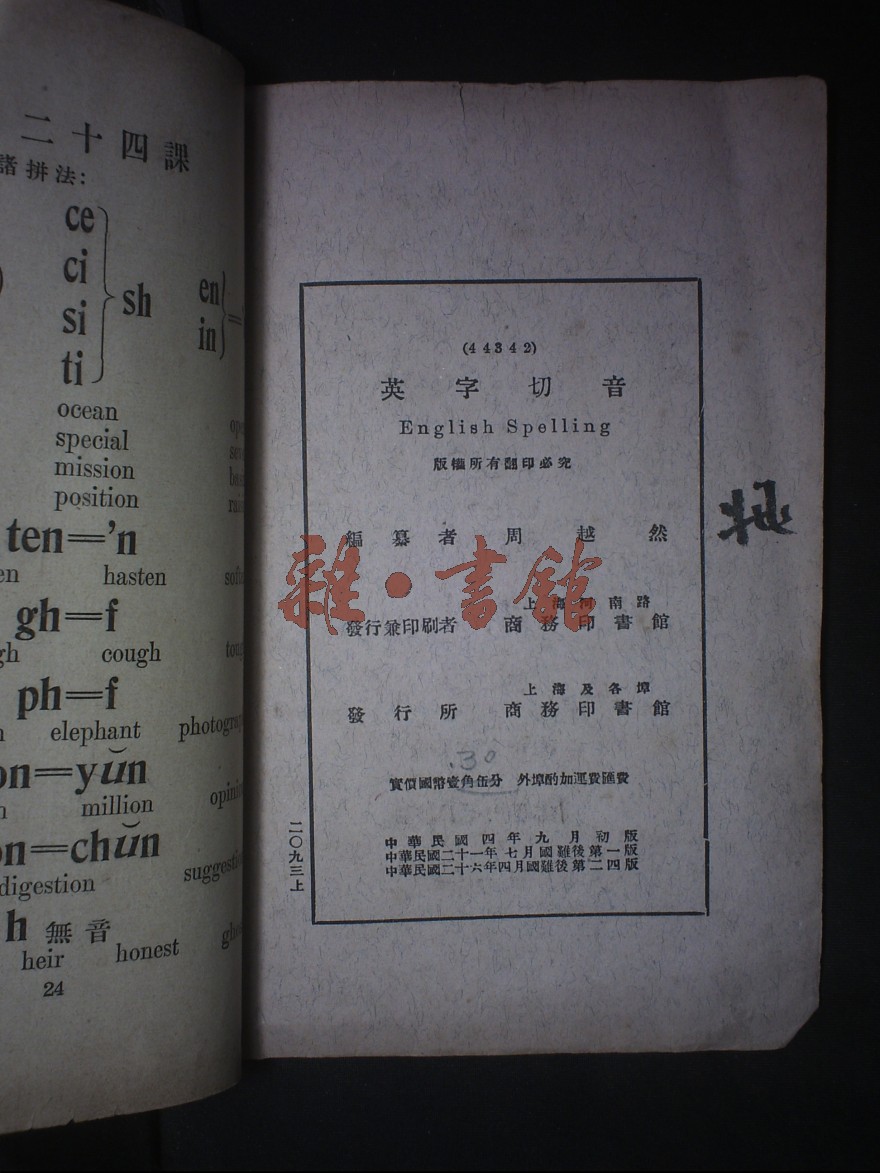 二十四課
諸拼法：
ce
ci
si
ti
sh
en
in
=
ocean
special
mission
position
ten='n
hasten
gh=f
cough
ph=f
elephant photograph
on=yŭn
million opinion
on=chŭn
digestion suggestion
h 無音
heir honest
24
(44342)
英字切音
English Spelling
版權所有翻印必究
編纂者 周越然
上海河南路
發行兼印刷者 商務印書館
上海及各埠
發行所 商務印書館
.30
實價國幣壹角伍分 外埠酌加運費匯費
中華民國四年九月初版
中華民國二十一年七月國難後第一版
中華民國二十六年四月國難後第二四版
二〇九三上
雜·書館